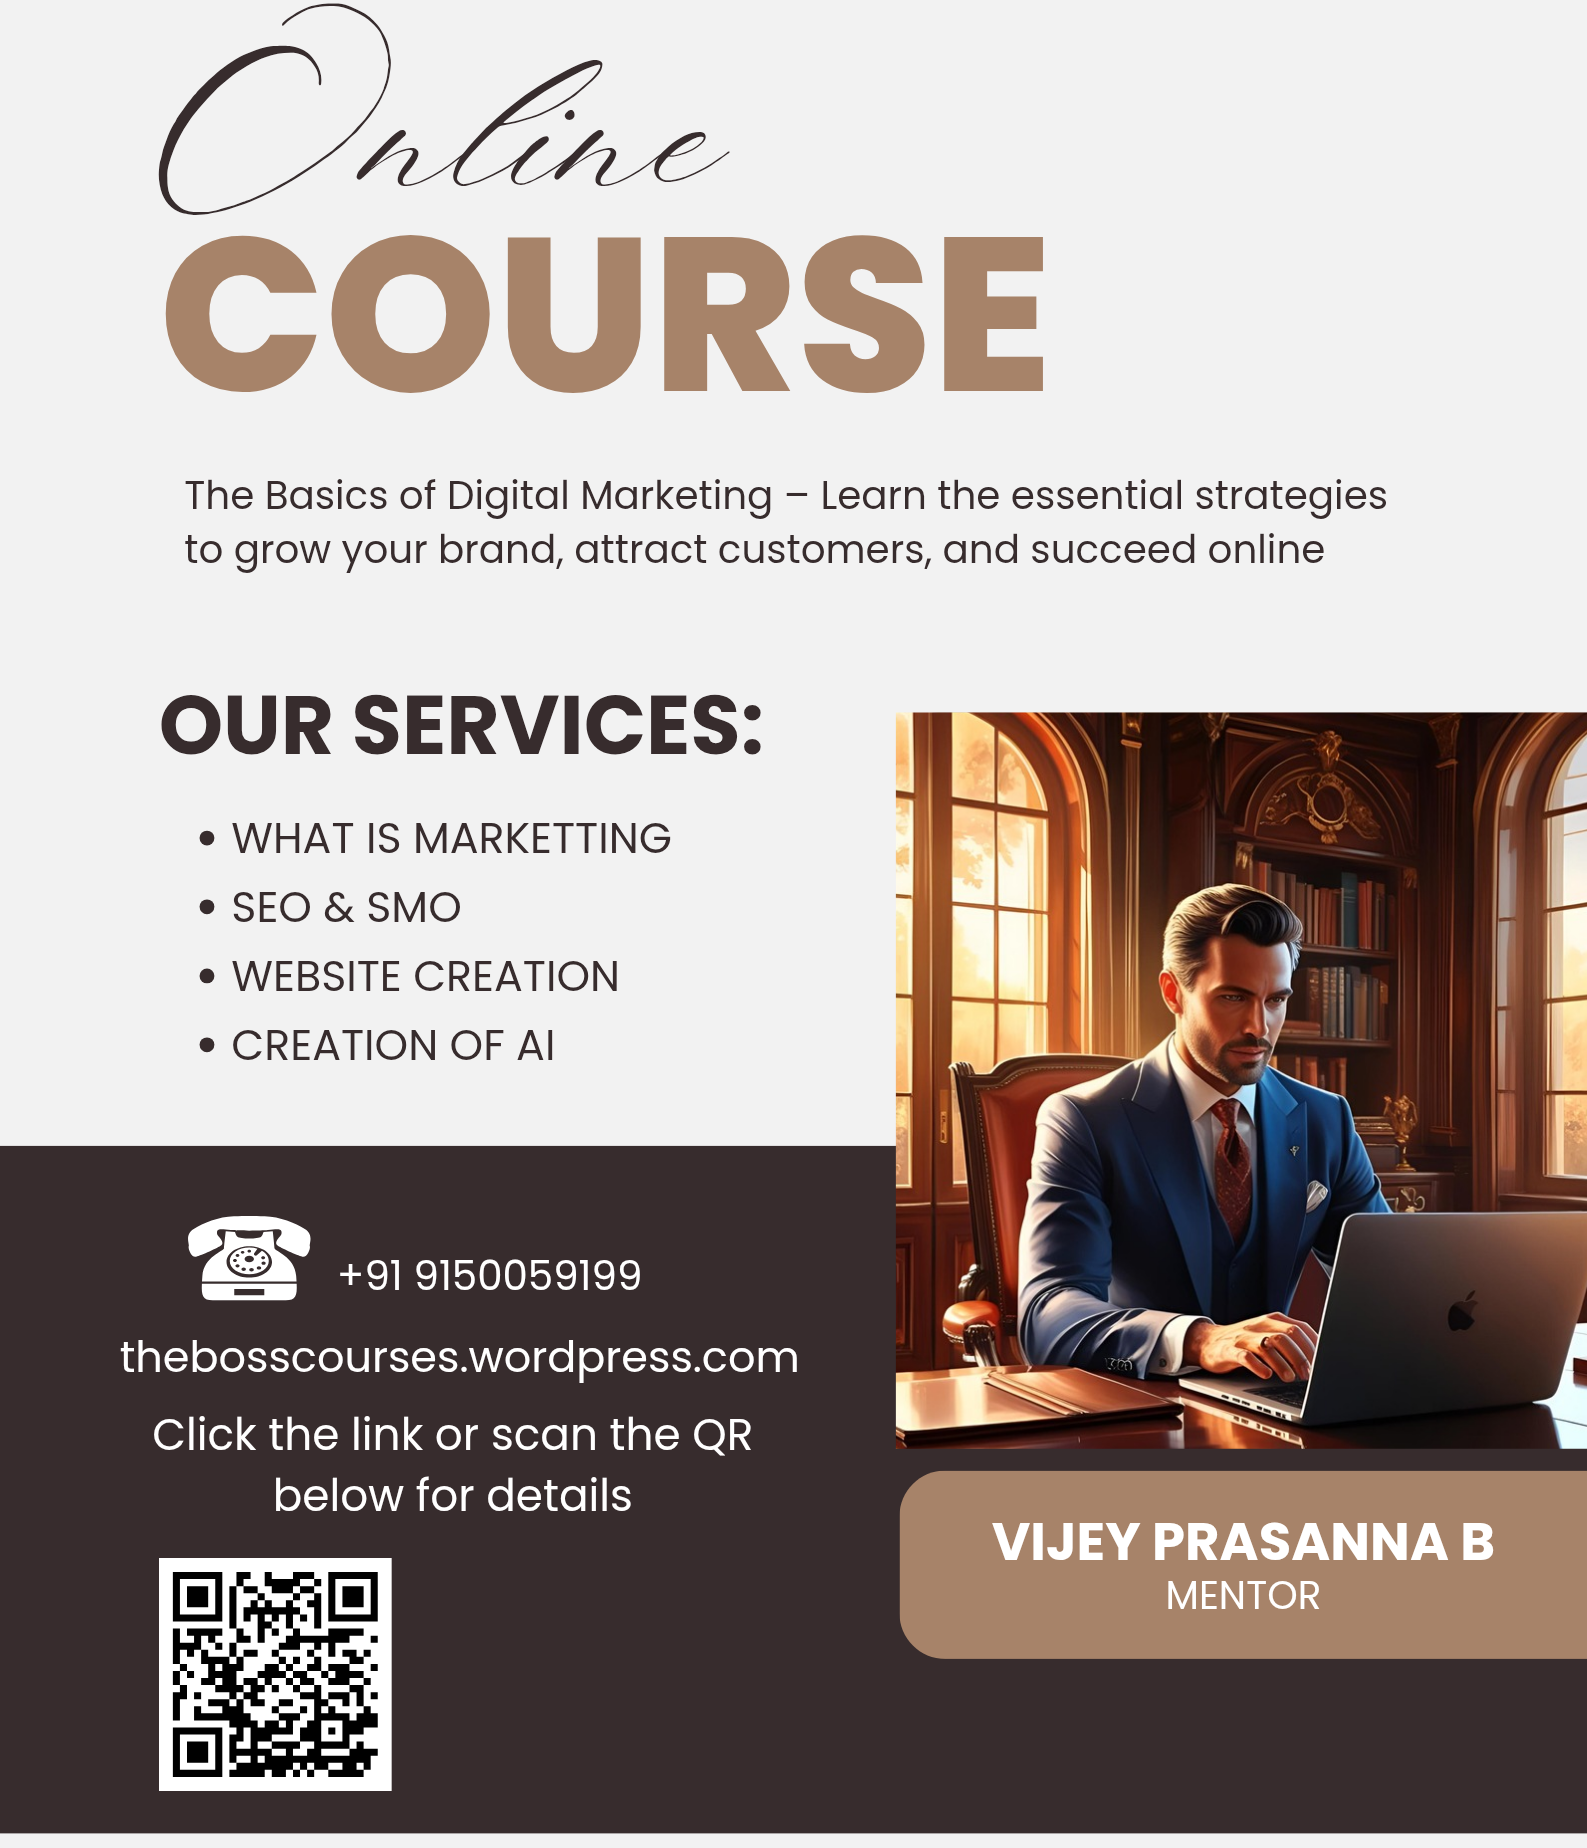 Online
COURSE
The Basics of Digital Marketing – Learn the essential strategies
to grow your brand, attract customers, and succeed online
OUR SERVICES:
• WHAT IS MARKETTING
• SEO & SMO
• WEBSITE CREATION
• CREATION OF AI
+91 9150059199
thebosscourses.wordpress.com
Click the link or scan the QR
below for details
VIJEY PRASANNA B
MENTOR